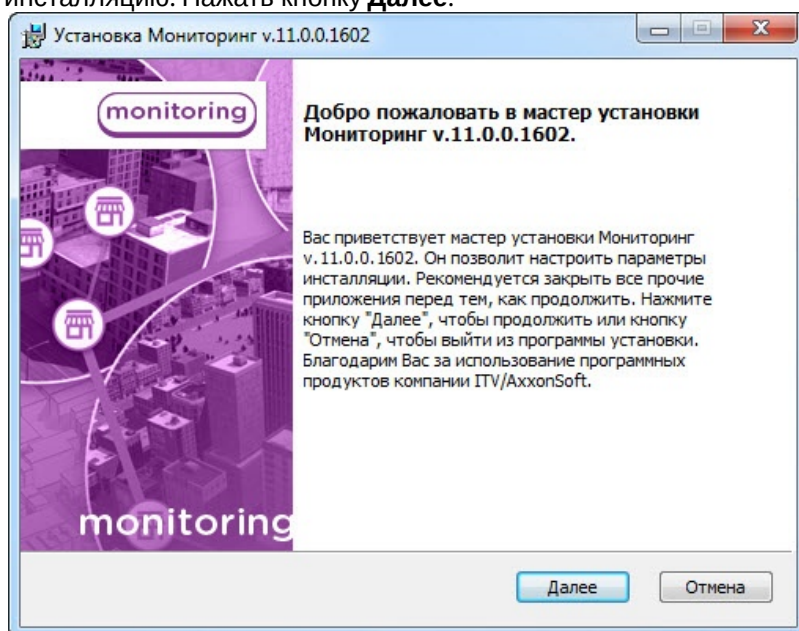 инсталляцию. Нажать кнопку Далее.
Установка Мониторинг v.11.0.0.1602
monitoring
Добро пожаловать в мастер установки
Мониторинг v.11.0.0.1602.
Вас приветствует мастер установки Мониторинг
v.11.0.0.1602. Он позволит настроить параметры
инсталляции. Рекомендуется закрыть все прочие
приложения перед тем, как продолжить. Нажмите
кнопку "Далее", чтобы продолжить или кнопку
"Отмена", чтобы выйти из программы установки.
Благодарим Вас за использование программных
продуктов компании ITV/AxxonSoft.
monitoring
Далее
Отмена